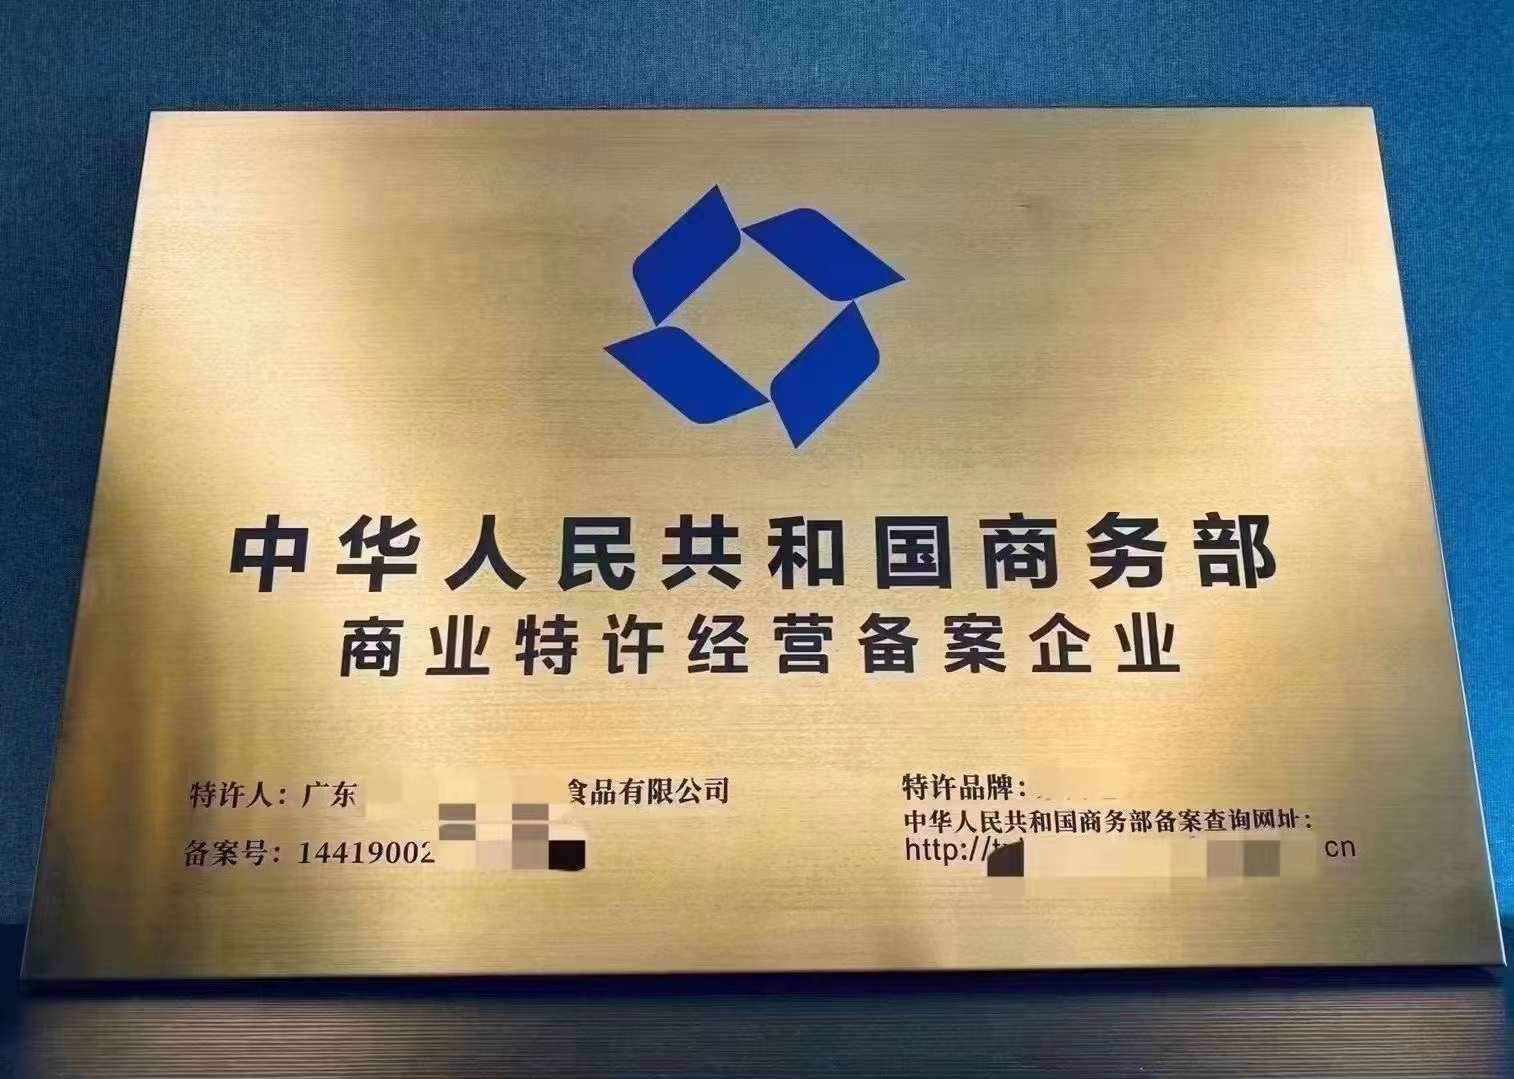 中华人民共和国商务部
商业特许经营备案企业
特许人：广东
食品有限公司
备案号：14419002
特许品牌：
中华人民共和国商务部备案查询网址：
http://
cn